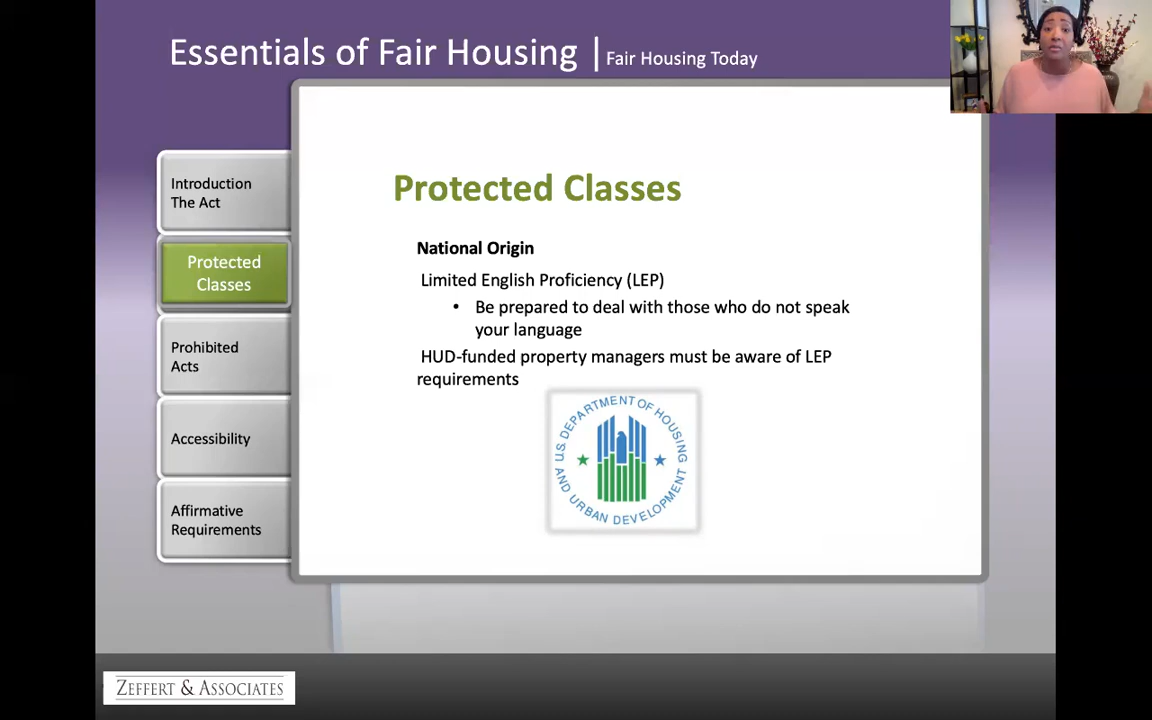 Essentials of Fair Housing | Fair Housing Today
Introduction
The Act
Protected
Classes
Prohibited
Acts
Accessibility
Affirmative
Requirements
Protected Classes
National Origin
Limited English Proficiency (LEP)
• Be prepared to deal with those who do not speak
your language
HUD-funded property managers must be aware of LEP
requirements
U.S. DEPARTMENT OF HOUSING
AND URBAN DEVELOPMENT
ZEFFERT & ASSOCIATES